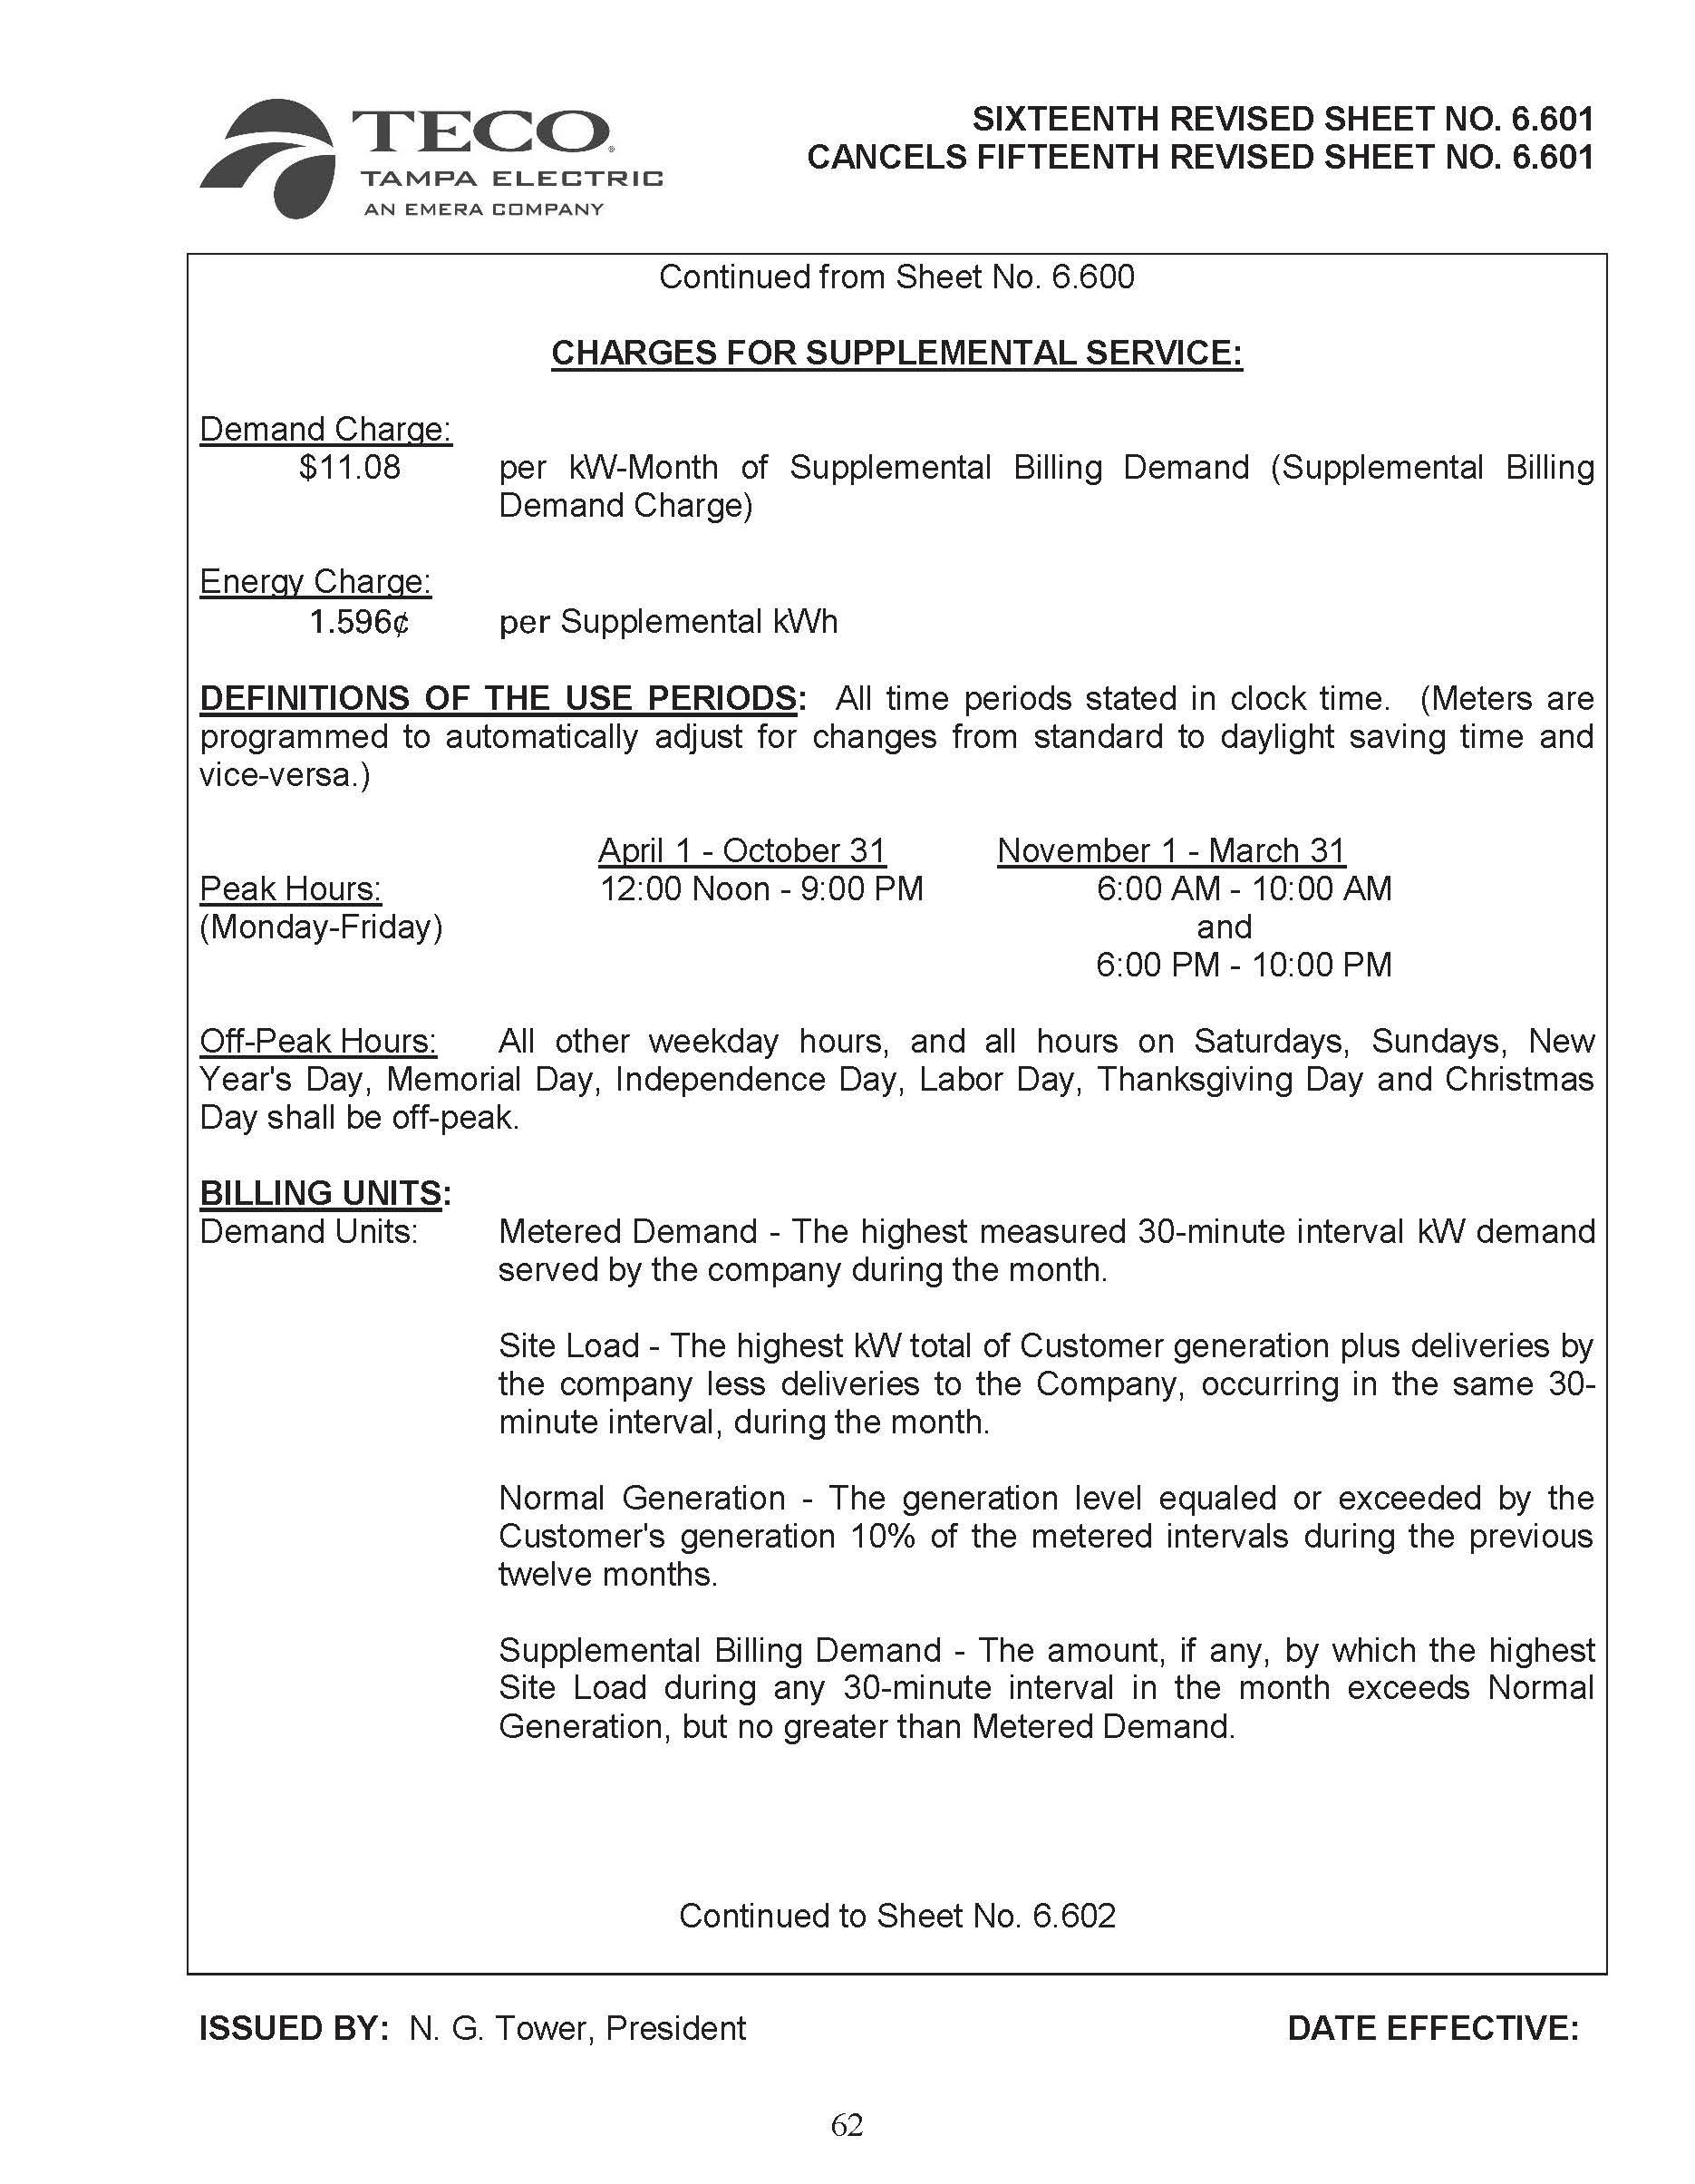 TECO®
TAMPA ELECTRIC
AN EMERA COMPANY
SIXTEENTH REVISED SHEET NO. 6.601
CANCELS FIFTEENTH REVISED SHEET NO. 6.601
Continued from Sheet No. 6.600
CHARGES FOR SUPPLEMENTAL SERVICE:
Demand Charge:
$11.08 per kW-Month of Supplemental Billing Demand (Supplemental Billing
Demand Charge)
Energy Charge:
1.596¢ per Supplemental kWh
DEFINITIONS OF THE USE PERIODS: All time periods stated in clock time. (Meters are
programmed to automatically adjust for changes from standard to daylight saving time and
vice-versa.)
April 1 - October 31 November 1 - March 31
Peak Hours: 12:00 Noon - 9:00 PM 6:00 AM - 10:00 AM
(Monday-Friday) and
6:00 PM - 10:00 PM
Off-Peak Hours: All other weekday hours, and all hours on Saturdays, Sundays, New
Year's Day, Memorial Day, Independence Day, Labor Day, Thanksgiving Day and Christmas
Day shall be off-peak.
BILLING UNITS:
Demand Units: Metered Demand - The highest measured 30-minute interval kW demand
served by the company during the month.
Site Load - The highest kW total of Customer generation plus deliveries by
the company less deliveries to the Company, occurring in the same 30-
minute interval, during the month.
Normal Generation - The generation level equaled or exceeded by the
Customer's generation 10% of the metered intervals during the previous
twelve months.
Supplemental Billing Demand - The amount, if any, by which the highest
Site Load during any 30-minute interval in the month exceeds Normal
Generation, but no greater than Metered Demand.
Continued to Sheet No. 6.602
ISSUED BY: N. G. Tower, President DATE EFFECTIVE:
62